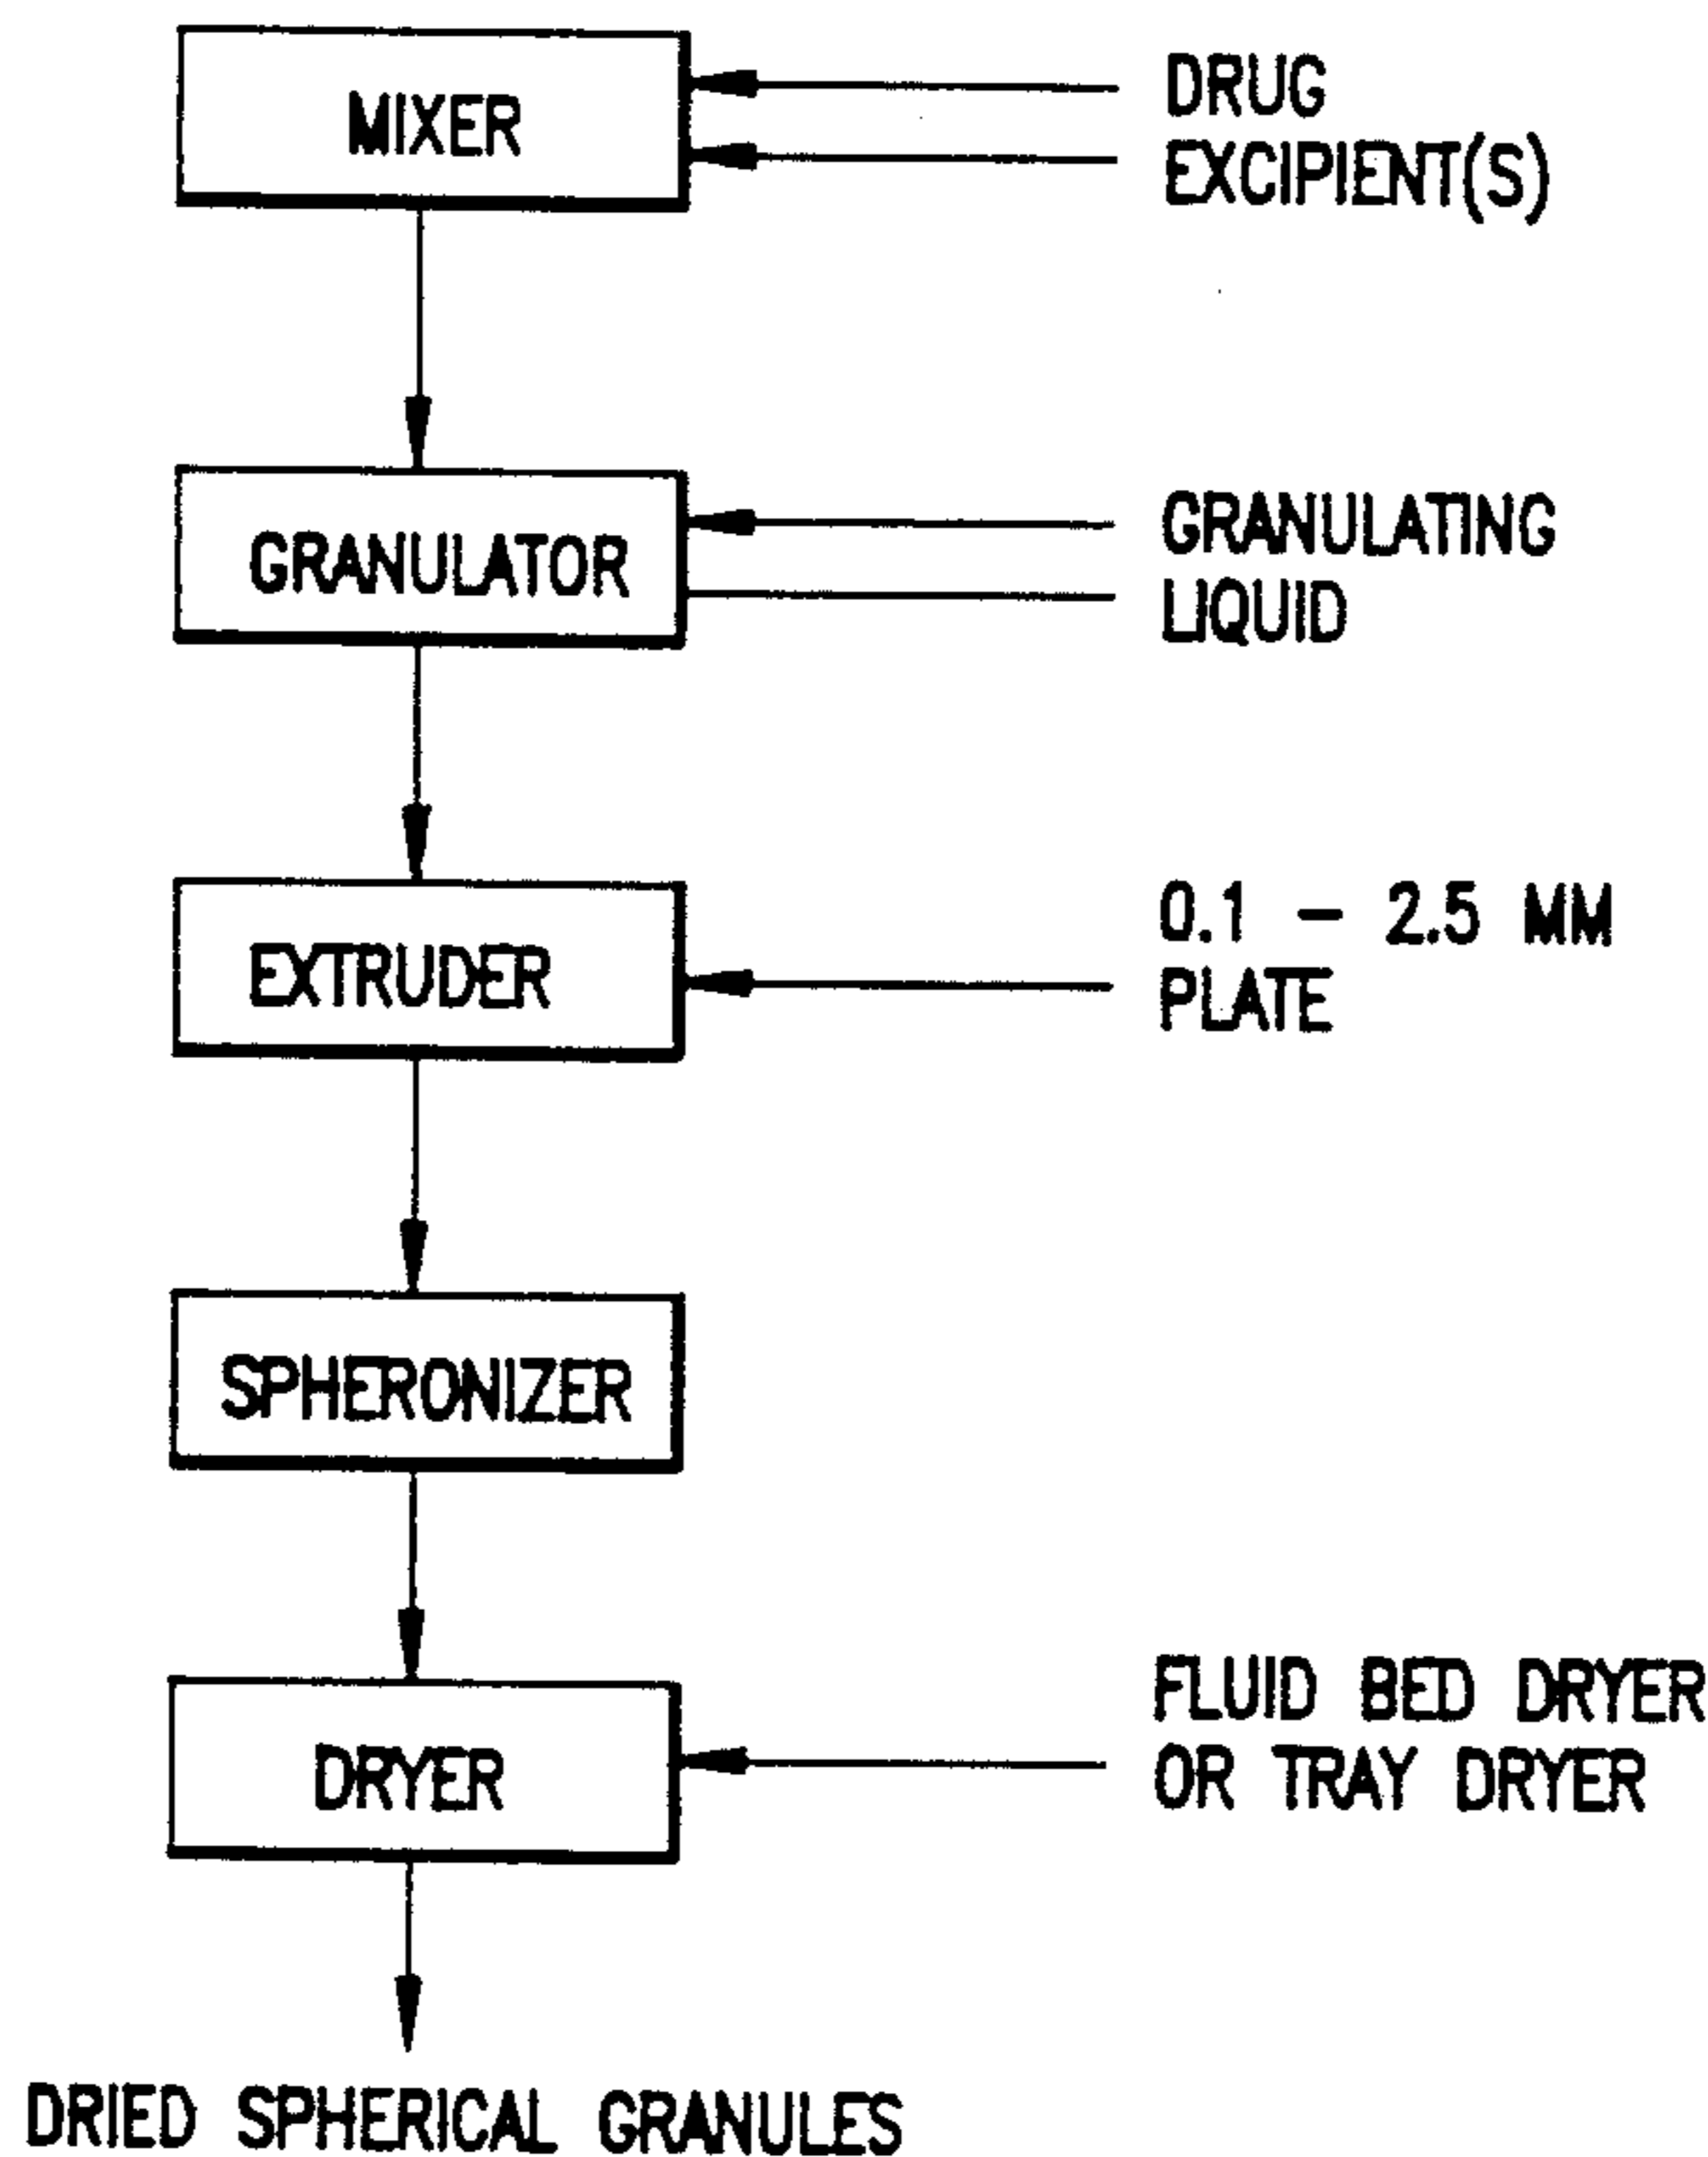 MIXER
DRUG
EXCIPIENT(S)
GRANULATOR
GRANULATING
LIQUID
EXTRUDER
0.1 - 2.5 MM
PLATE
SPHERONIZER
DRYER
FLUID BED DRYER
OR TRAY DRYER
DRIED SPHERICAL GRANULES